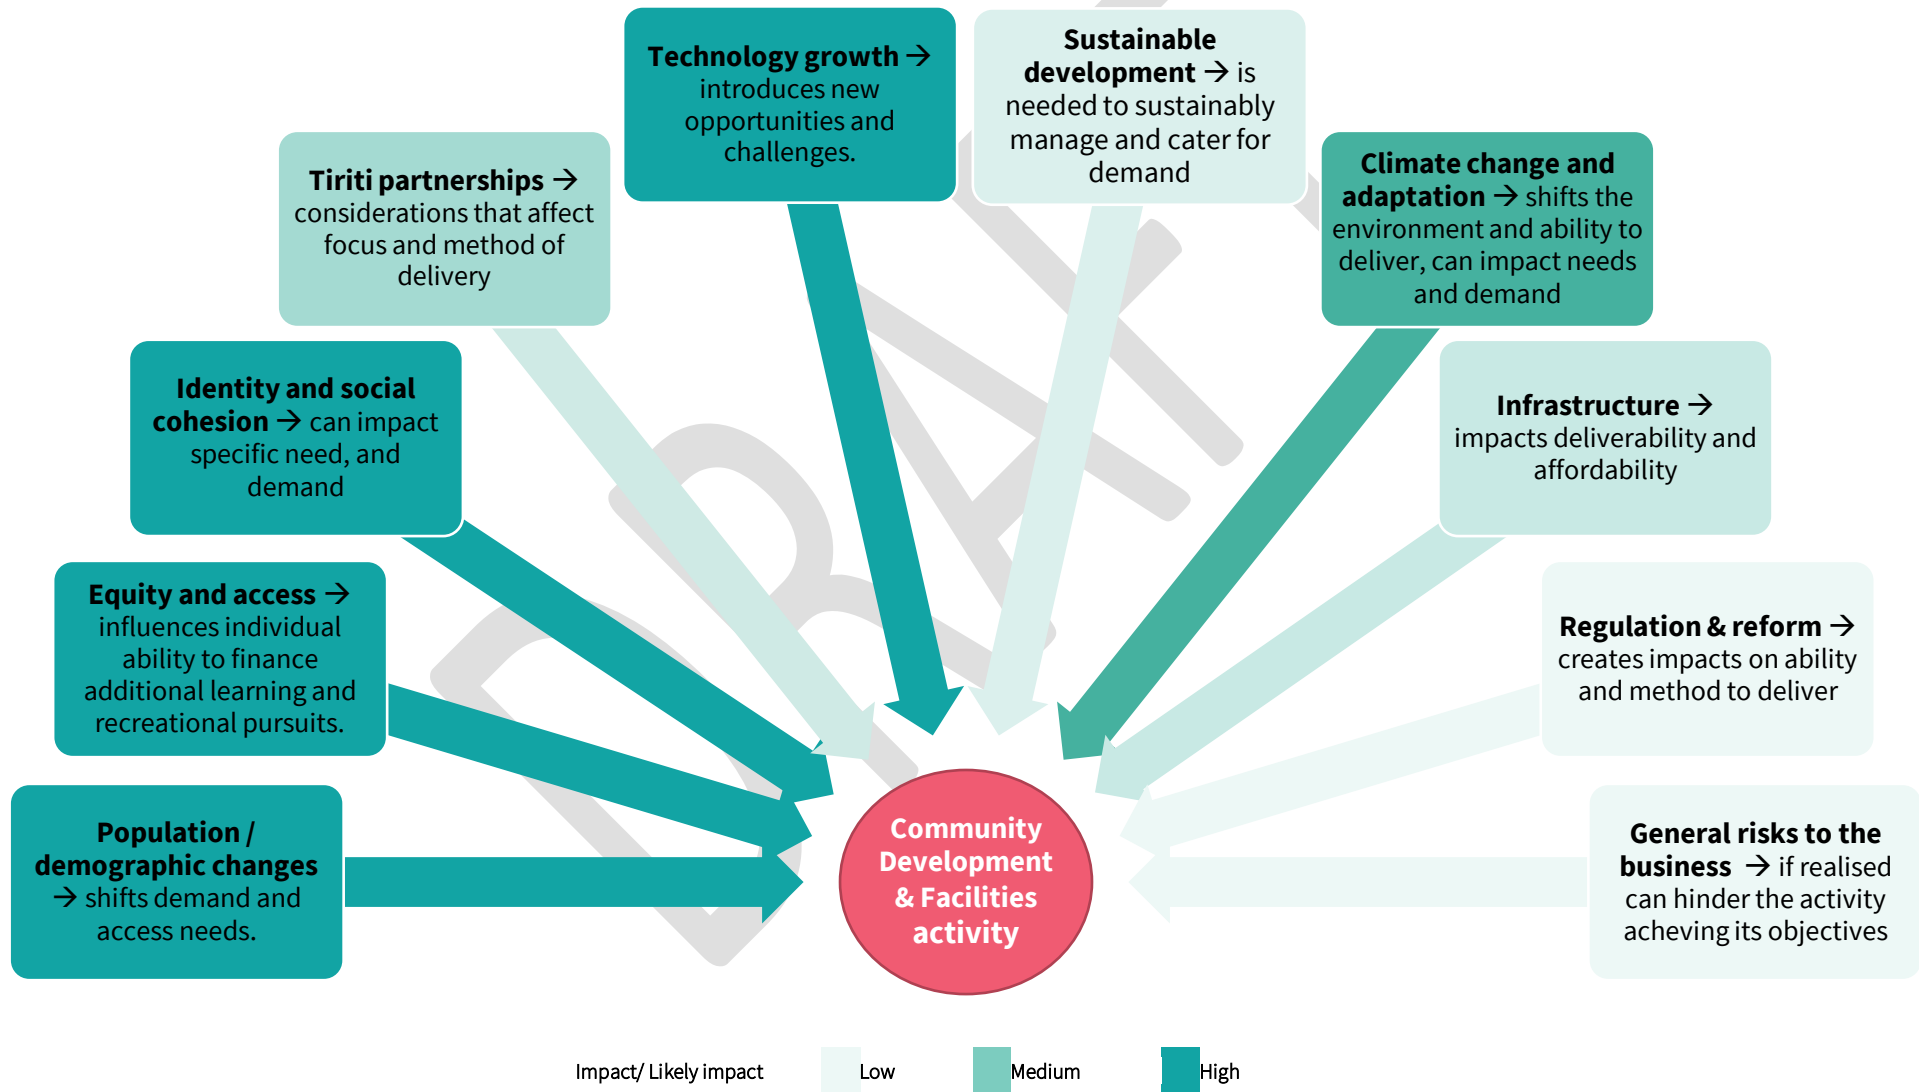 Technology growth →
introduces new
opportunities and
challenges.
Sustainable
development → is
needed to sustainably
manage and cater for
demand
Tiriti partnerships →
considerations that affect
focus and method of
delivery
Climate change and
adaptation → shifts the
environment and ability to
deliver, can impact needs
and demand
Identity and social
cohesion → can impact
specific need, and
demand
Infrastructure →
impacts deliverability and
affordability
Equity and access →
influences individual
ability to finance
additional learning and
recreational pursuits.
Regulation & reform →
creates impacts on ability
and method to deliver
Population /
demographic changes
→ shifts demand and
access needs.
General risks to the
business → if realised
can hinder the activity
acheving its objectives
Community
Development
& Facilities
activity
DRAFT
Impact/ Likely impact
Low
Medium
High